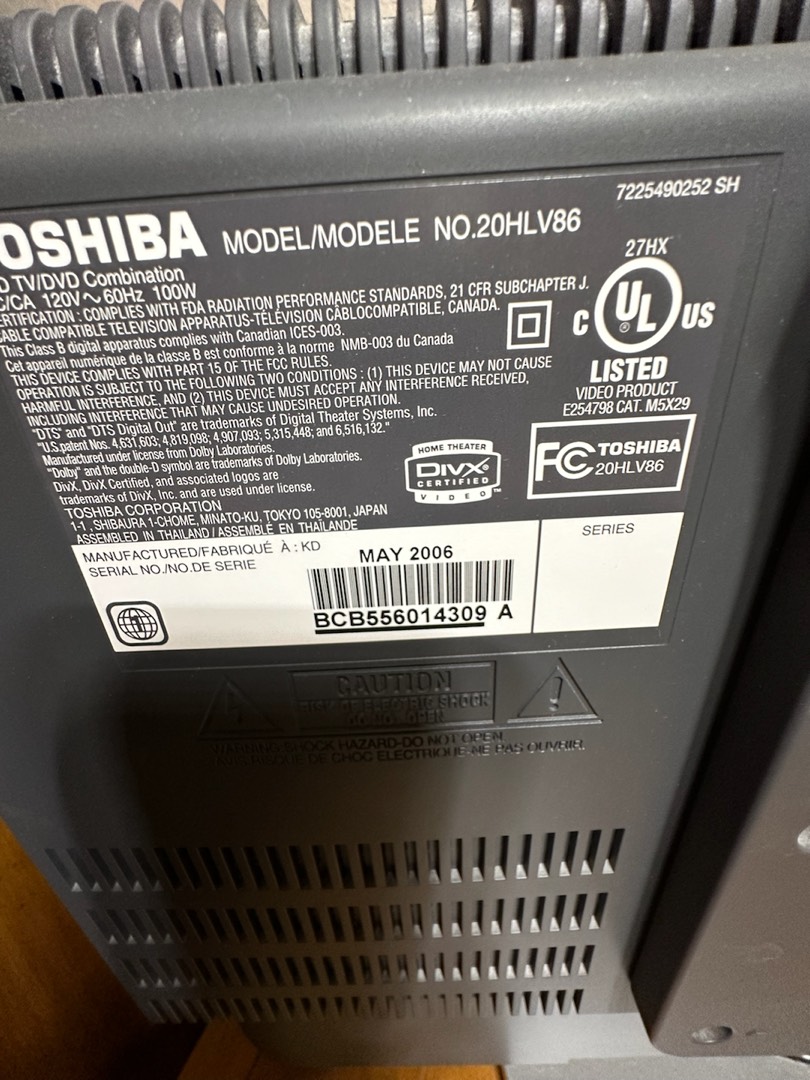 7225490252 SH
OSHIBA MODEL/MODELE NO.20HLV86
D TV/DVD Combination
C/CA 120V～60Hz 100W
ERTIFICATION : COMPLIES WITH FDA RADIATION PERFORMANCE STANDARDS, 21 CFR SUBCHAPTER J.
ABLE COMPATIBLE TELEVISION APPARATUS-TÉLÉVISION CÂBLOCOMPATIBLE, CANADA.
This Class B digital apparatus complies with Canadian ICES-003.
Cet appareil numérique de la classe B est conforme à la norme NMB-003 du Canada
THIS DEVICE COMPLIES WITH PART 15 OF THE FCC RULES.
OPERATION IS SUBJECT TO THE FOLLOWING TWO CONDITIONS : (1) THIS DEVICE MAY NOT CAUSE
HARMFUL INTERFERENCE, AND (2) THIS DEVICE MUST ACCEPT ANY INTERFERENCE RECEIVED,
INCLUDING INTERFERENCE THAT MAY CAUSE UNDESIRED OPERATION.
"DTS" and "DTS Digital Out" are trademarks of Digital Theater Systems, Inc.
"U.S.patent Nos. 4,631,603; 4,819,098; 4,907,093; 5,315,448; and 6,516,132."
Manufactured under license from Dolby Laboratories.
"Dolby" and the double-D symbol are trademarks of Dolby Laboratories.
DivX, DivX Certified, and associated logos are
trademarks of DivX, Inc. and are used under license.
TOSHIBA CORPORATION
1-1 ,SHIBAURA 1-CHOME, MINATO-KU, TOKYO 105-8001, JAPAN
ASSEMBLED IN THAILAND / ASSEMBLÉ EN THAÏLANDE
27HX
C UL ® US
LISTED
VIDEO PRODUCT
E254798 CAT. M5X29
HOME THEATER
DIVX®
CERTIFIED
VIDEO™
FC TOSHIBA
20HLV86
MANUFACTURED/FABRIQUÉ À : KD MAY 2006
SERIAL NO./NO.DE SERIE
BCB556014309 A
SERIES
CAUTION
RISK OF ELECTRIC SHOCK
DO NOT OPEN
WARNING:SHOCK HAZARD-DO NOT OPEN.
AVIS:RISQUE DE CHOC ELECTRIQUE-NE PAS OUVRIR.